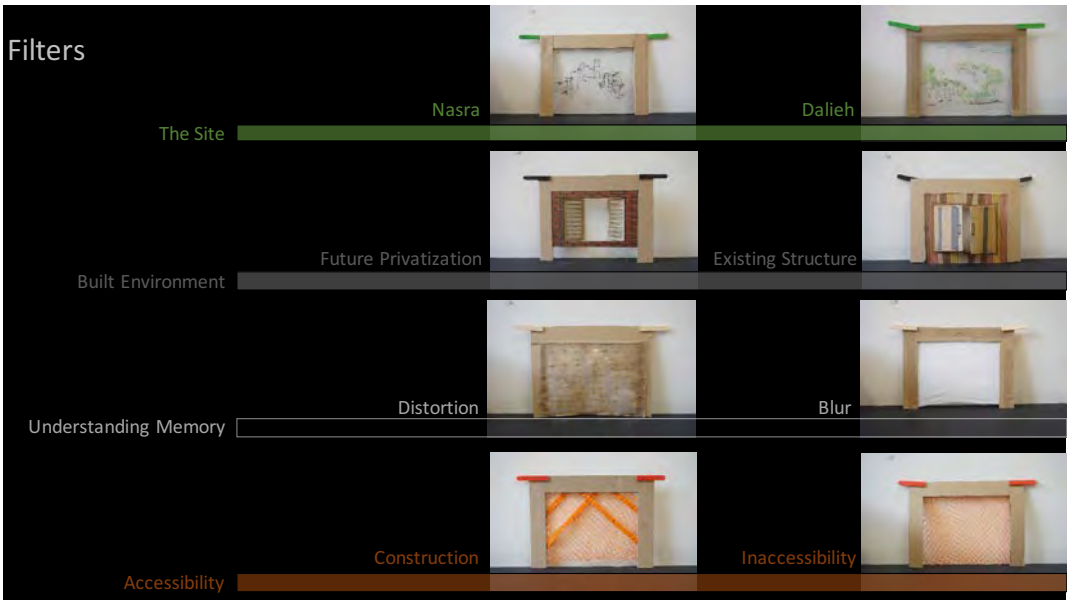 Filters
Nasra
Dalieh
The Site
Future Privatization
Existing Structure
Built Environment
Distortion
Blur
Understanding Memory
Construction
Inaccessibility
Accessibility